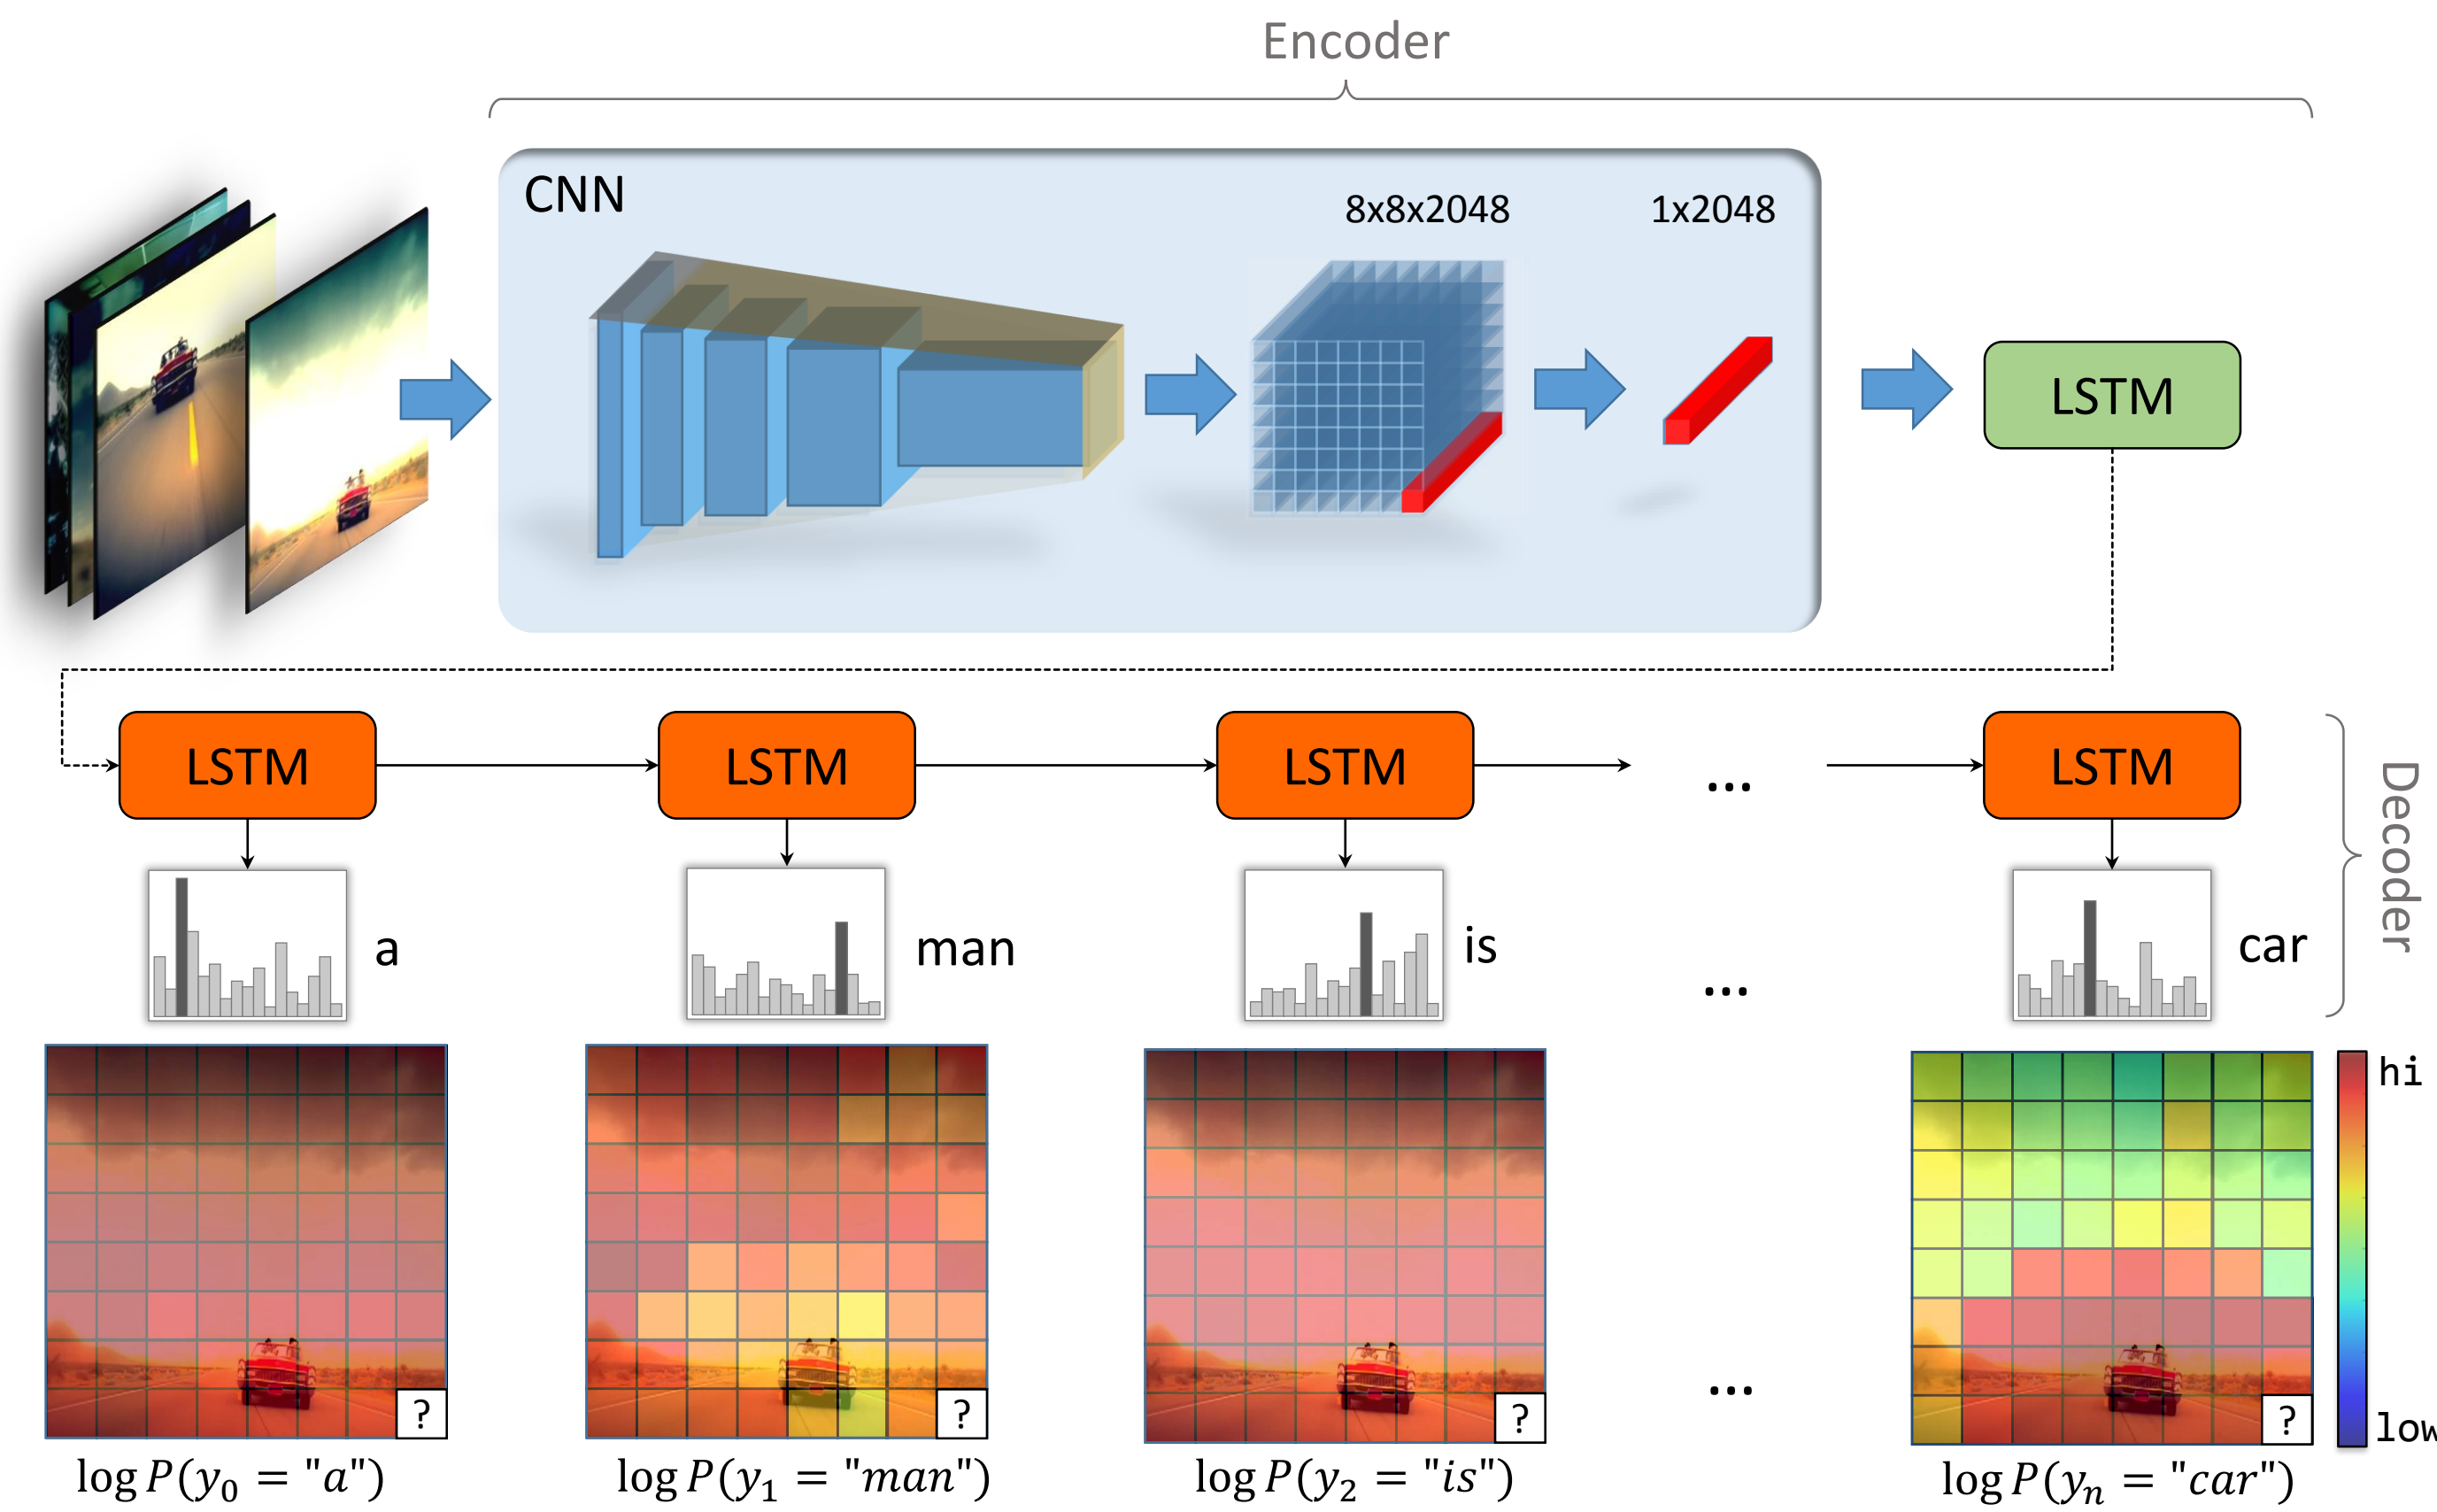 Encoder
CNN
8x8x2048
1x2048
LSTM
LSTM
LSTM
LSTM
...
LSTM
Decoder
a
man
is
...
car
hi
?
?
?
...
?
low
log P(y₀ = "a")
log P(y₁ = "man")
log P(y₂ = "is")
log P(yₙ = "car")